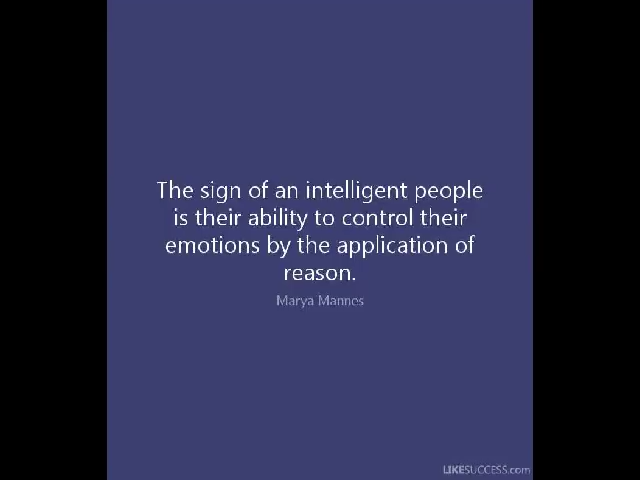 The sign of an intelligent people
is their ability to control their
emotions by the application of
reason.
Marya Mannes
LIKESUCCESS.com